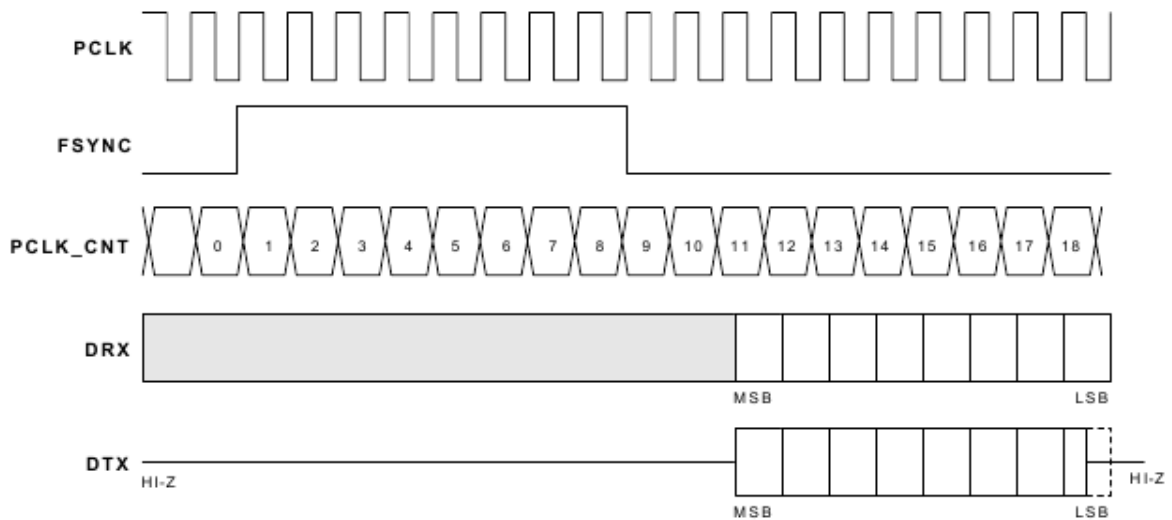 PCLK
FSYNC
PCLK_CNT 0 1 2 3 4 5 6 7 8 9 10 11 12 13 14 15 16 17 18
DRX
MSB LSB
DTX
HI-Z HI-Z
MSB LSB